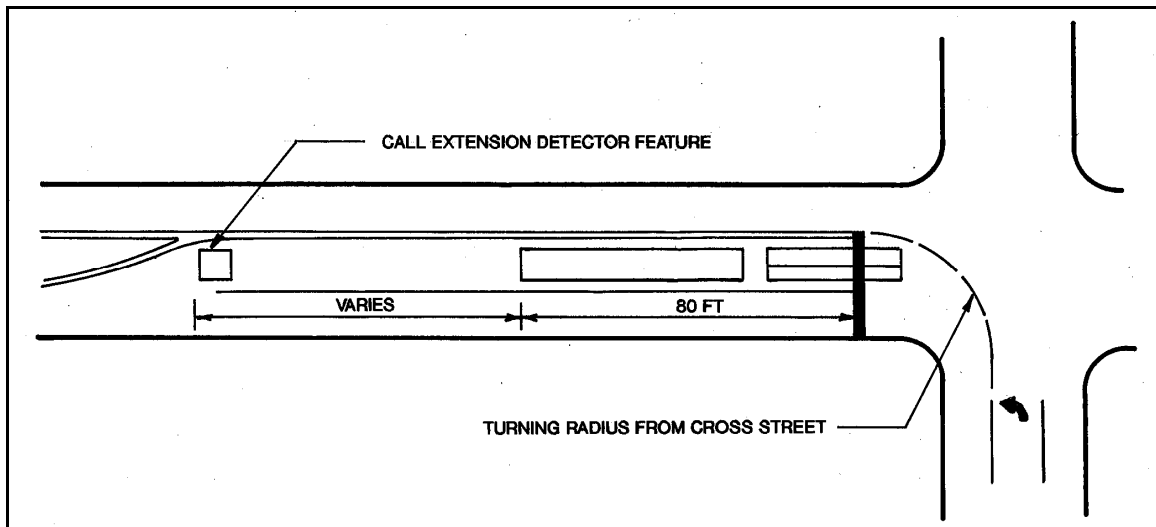 CALL EXTENSION DETECTOR FEATURE
VARIES
80 FT
TURNING RADIUS FROM CROSS STREET